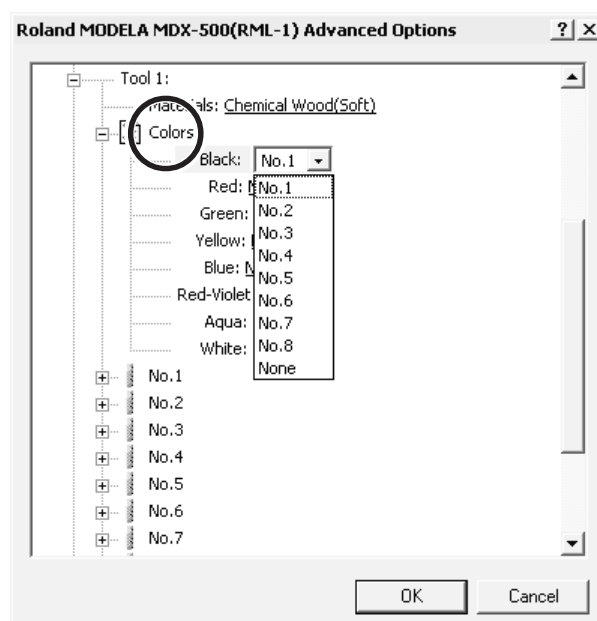 Roland MODELA MDX-500(RML-1) Advanced Options ? ×
Tool 1:
Materials: Chemical Wood(Soft)
Colors
Black: No.1
Red: No.1
Green: No.2
Yellow: No.3
No.4
Blue: No.5
Red-Violet No.6
Aqua: No.7
White: No.8
None
No.1
No.2
No.3
No.4
No.5
No.6
No.7
OK Cancel